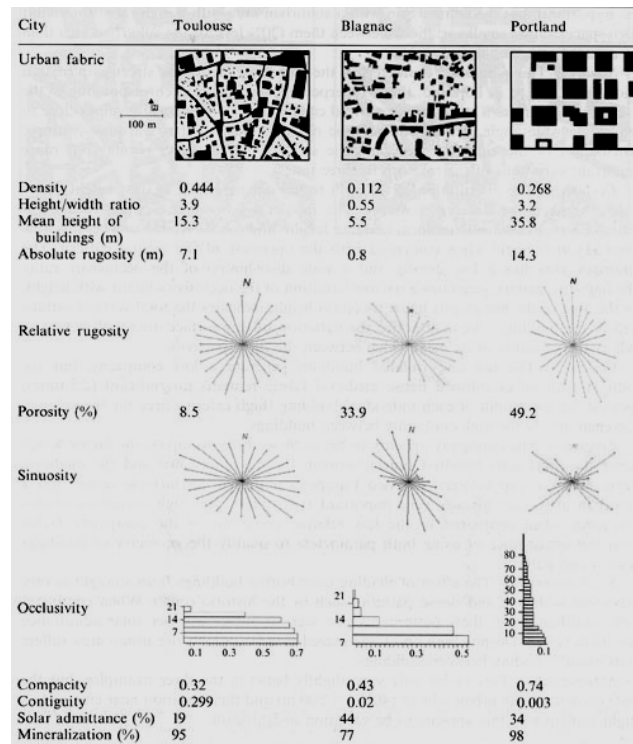 City Toulouse Blagnac Portland
Urban fabric
100 m
Density 0.444 0.112 0.268
Height/width ratio 3.9 0.55 3.2
Mean height of 15.3 5.5 35.8
buildings (m)
Absolute rugosity (m) 7.1 0.8 14.3
N N N
Relative rugosity
Porosity (%) 8.5 33.9 49.2
N N N
Sinuosity
Occlusivity
21
14
7
0.1 0.3 0.5 0.7
21
14
7
0.1 0.3 0.5
80
70
60
50
40
30
20
10
0.1
Compacity 0.32 0.43 0.74
Contiguity 0.299 0.02 0.003
Solar admittance (%) 19 44 34
Mineralization (%) 95 77 98